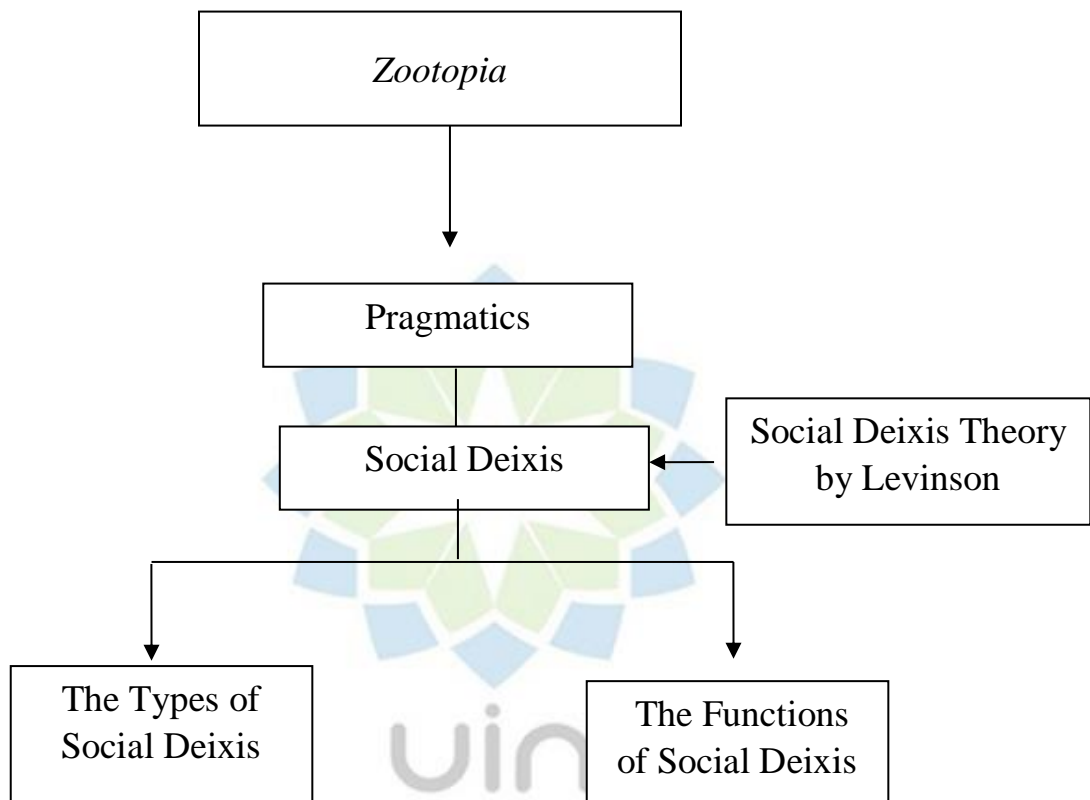 Zootopia
Pragmatics
Social Deixis
Social Deixis Theory
by Levinson
The Types of
Social Deixis
The Functions
of Social Deixis
uin